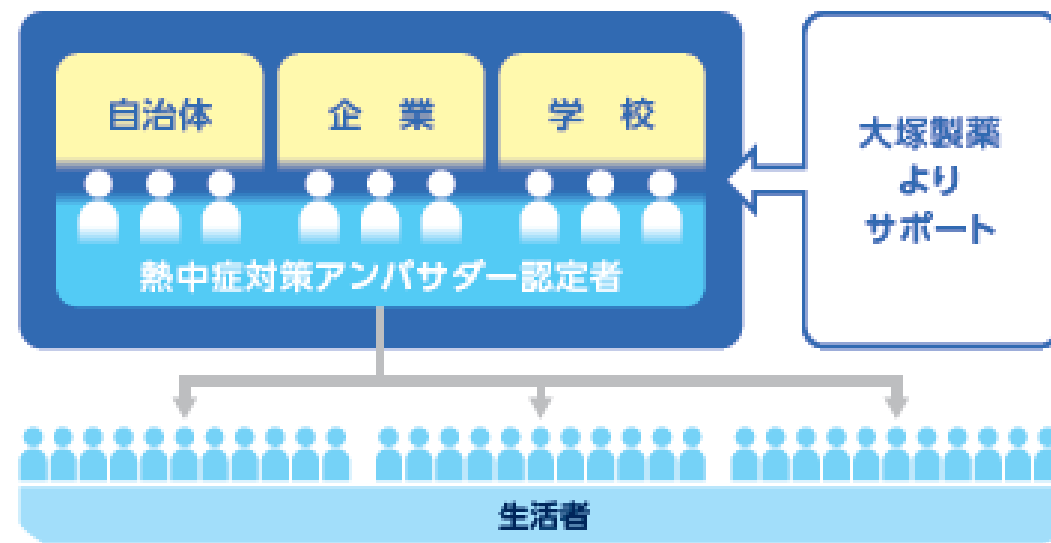 自治体
企　業
学　校
大塚製薬
より
サポート
熱中症対策アンバサダー認定者
生活者